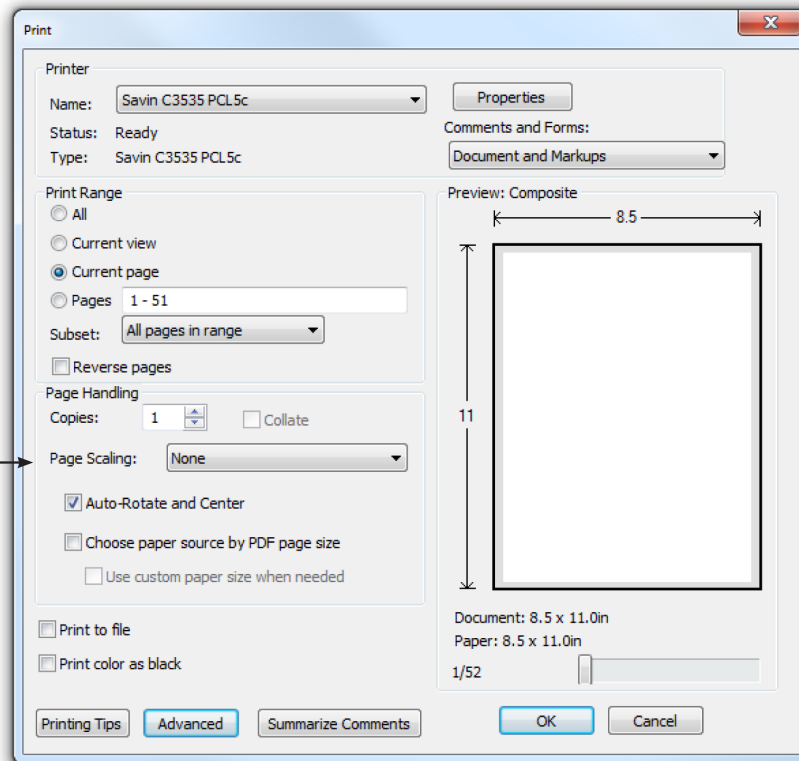 Print
Printer
Name: Savin C3535 PCL5c Properties
Status: Ready Comments and Forms:
Type: Savin C3535 PCL5c Document and Markups
Print Range
All
Current view
Current page
Pages 1 - 51
Subset: All pages in range
Reverse pages
Page Handling
Copies: 1 Collate
Page Scaling: None
Auto-Rotate and Center
Choose paper source by PDF page size
Use custom paper size when needed
Print to file
Print color as black
Preview: Composite
8.5
11
Document: 8.5 x 11.0in
Paper: 8.5 x 11.0in
1/52
Printing Tips Advanced Summarize Comments OK Cancel